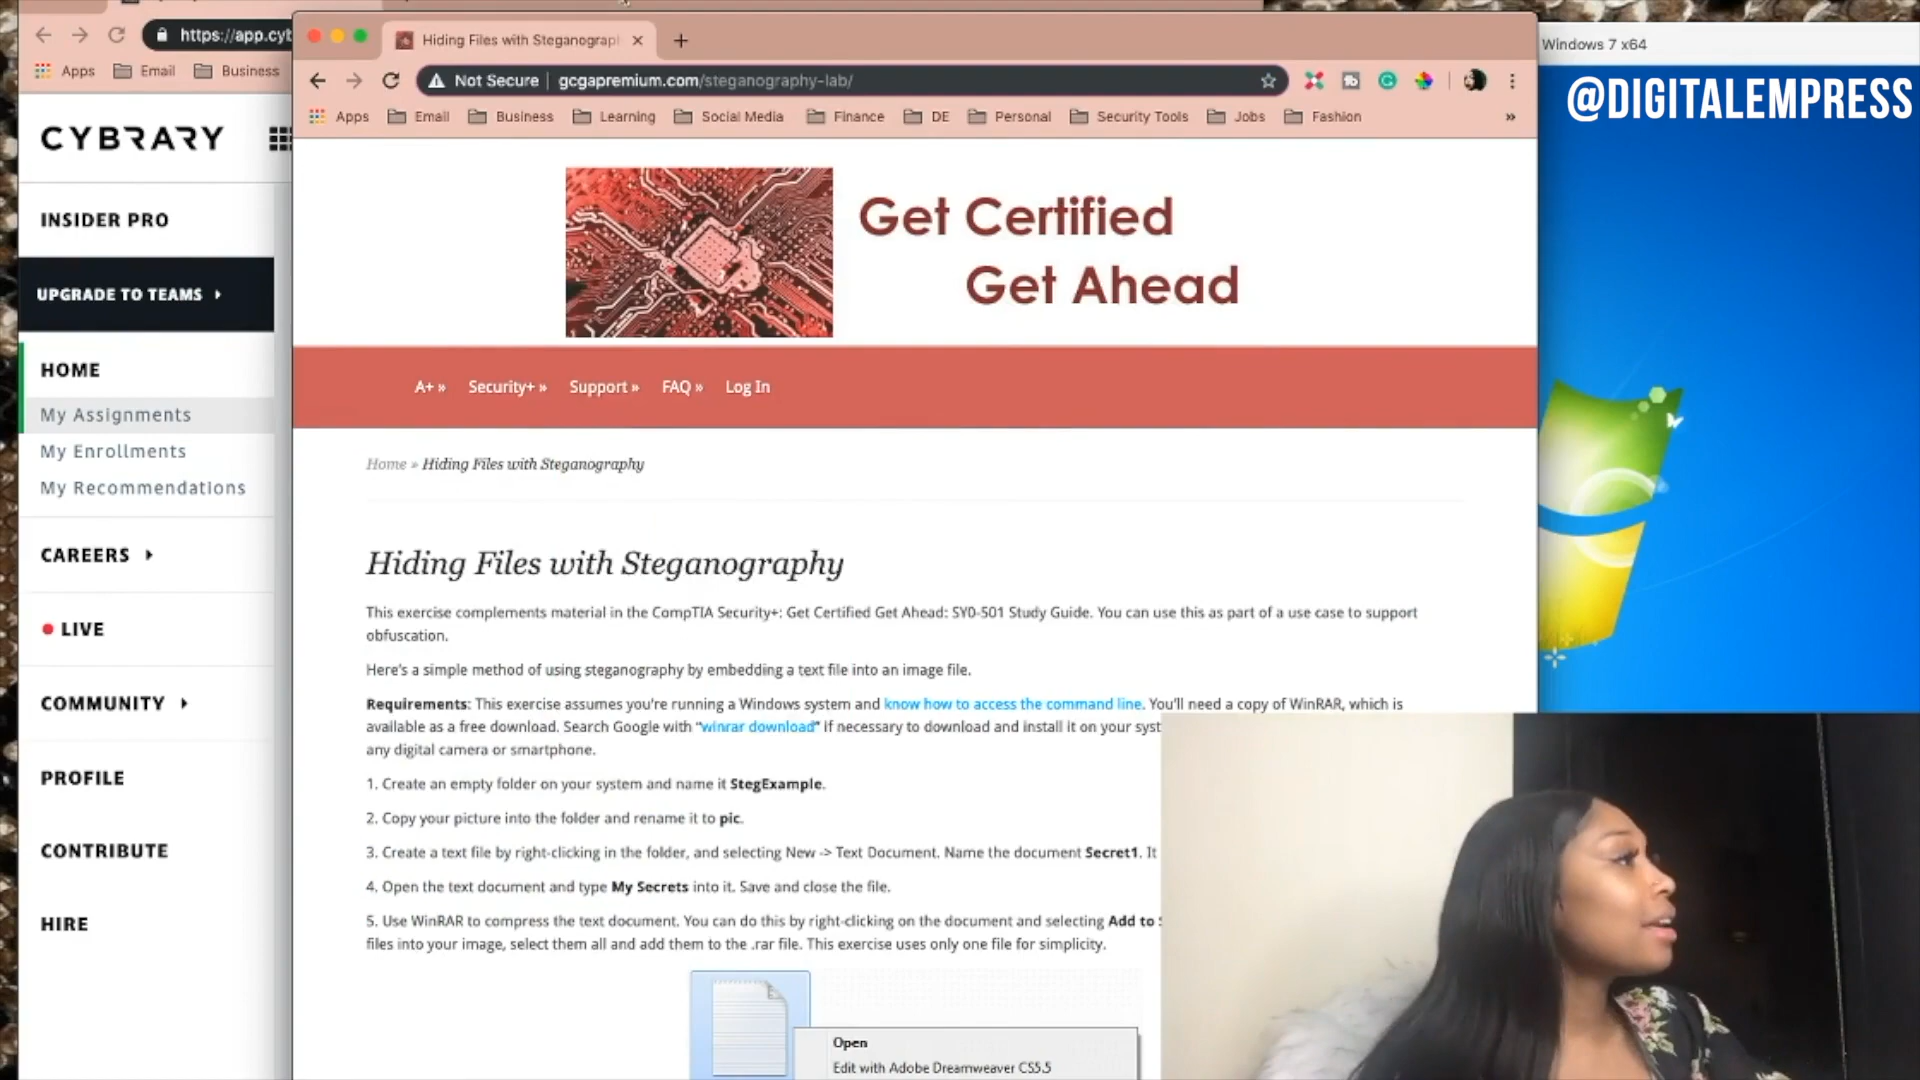 https://app.cyb
Apps Email Business
CYBRARY
INSIDER PRO
UPGRADE TO TEAMS
HOME
My Assignments
My Enrollments
My Recommendations
CAREERS
LIVE
COMMUNITY
PROFILE
CONTRIBUTE
HIRE
Hiding Files with Steganograp
Not Secure | gcgapremium.com/steganography-lab/
Apps Email Business Learning Social Media Finance DE Personal Security Tools Jobs Fashion »
Get Certified
Get Ahead
A+ » Security+ » Support » FAQ » Log In
Home » Hiding Files with Steganography
Hiding Files with Steganography
This exercise complements material in the CompTIA Security+: Get Certified Get Ahead: SY0-501 Study Guide. You can use this as part of a use case to support
obfuscation.
Here's a simple method of using steganography by embedding a text file into an image file.
Requirements: This exercise assumes you're running a Windows system and know how to access the command line. You'll need a copy of WinRAR, which is
available as a free download. Search Google with "winrar download" if necessary to download and install it on your syst
any digital camera or smartphone.
1. Create an empty folder on your system and name it StegExample.
2. Copy your picture into the folder and rename it to pic.
3. Create a text file by right-clicking in the folder, and selecting New -> Text Document. Name the document Secret1. It
4. Open the text document and type My Secrets into it. Save and close the file.
5. Use WinRAR to compress the text document. You can do this by right-clicking on the document and selecting Add to
files into your image, select them all and add them to the .rar file. This exercise uses only one file for simplicity.
Open
Edit with Adobe Dreamweaver CS5.5
Windows 7 x64
@DIGITALEMPRESS